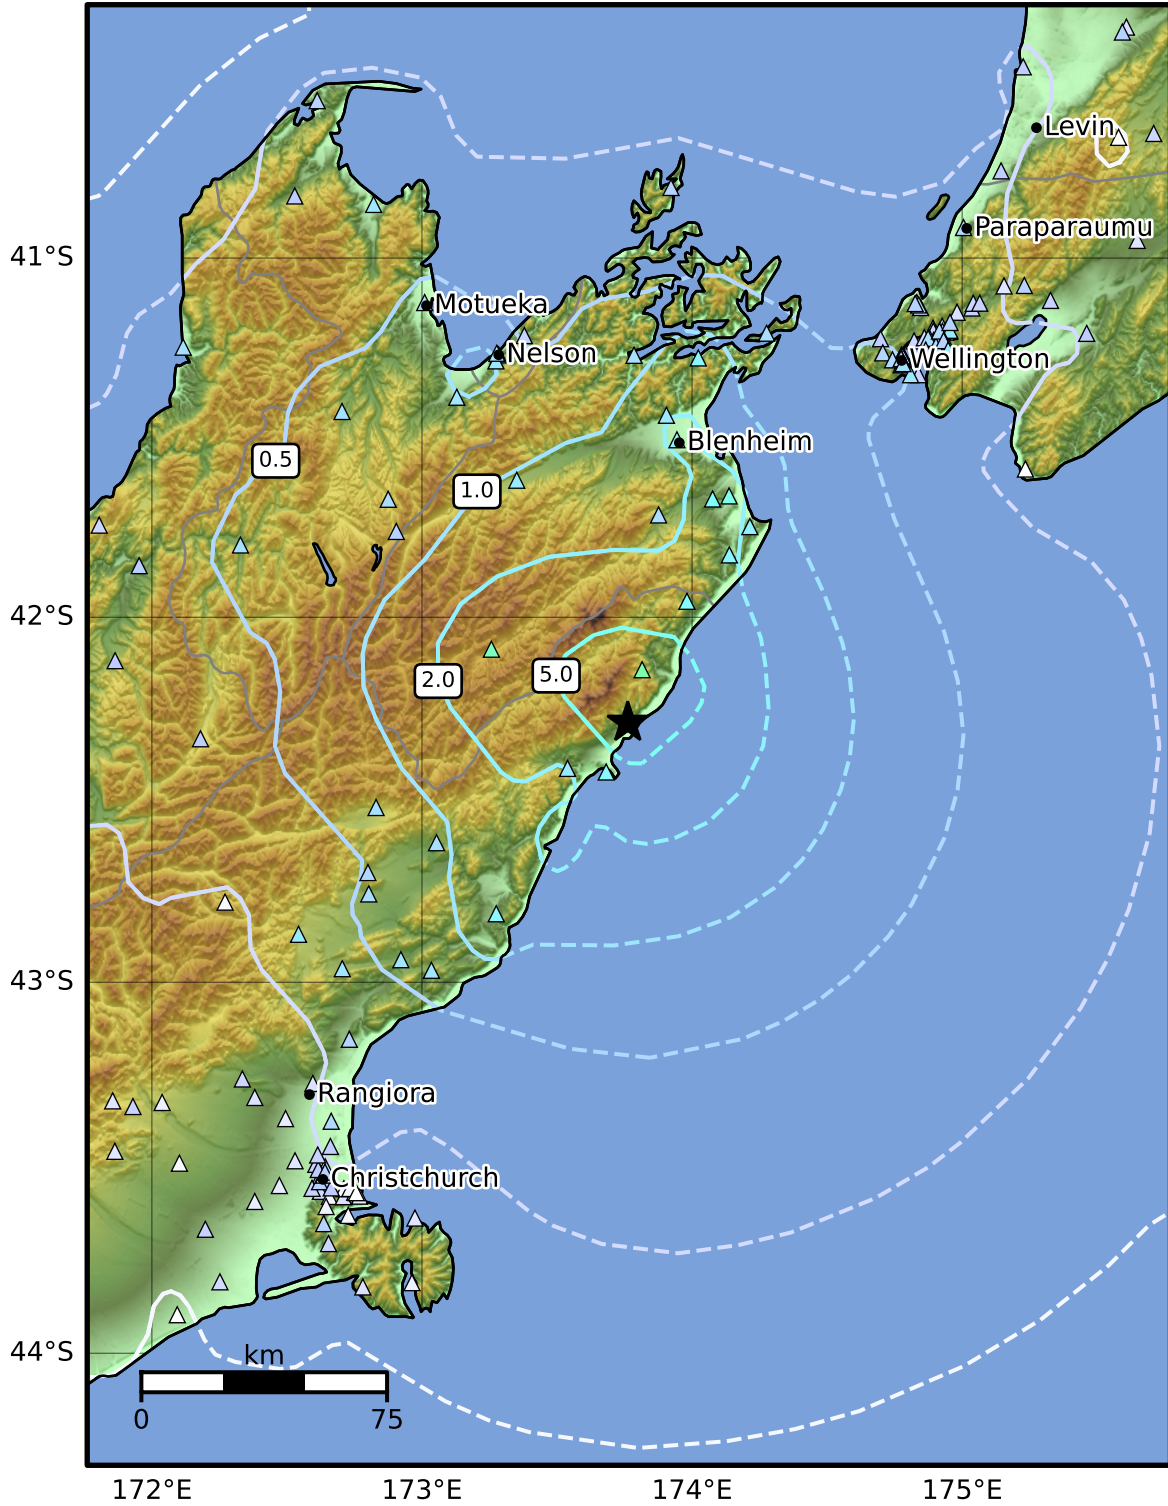 Levin
Paraparaumu
41°S
Motueka
Nelson
Wellington
Blenheim
0.5
1.0
42°S
2.0
5.0
43°S
Rangiora
Christchurch
44°S
km
0
75
172°E
173°E
174°E
175°E